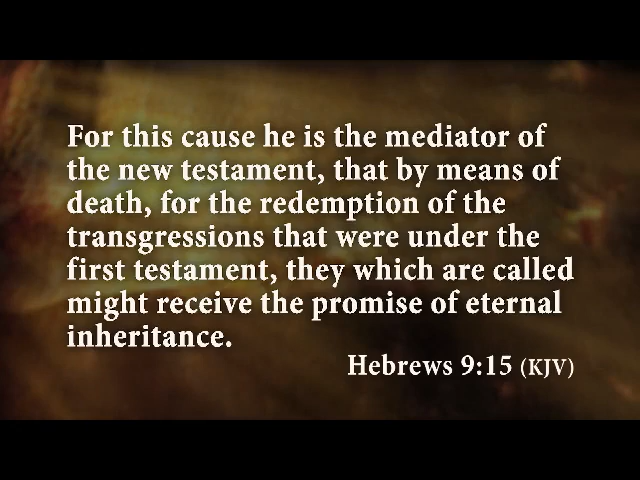 For this cause he is the mediator of
the new testament, that by means of
death, for the redemption of the
transgressions that were under the
first testament, they which are called
might receive the promise of eternal
inheritance.
Hebrews 9:15 (KJV)